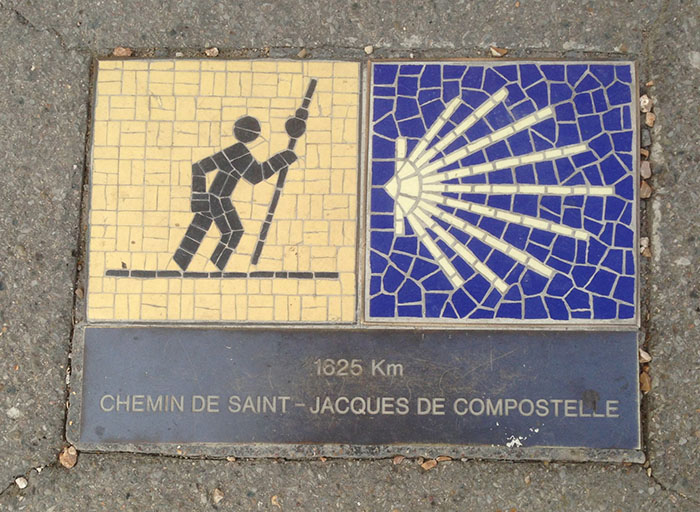 1625 Km
CHEMIN DE SAINT-JACQUES DE COMPOSTELLE